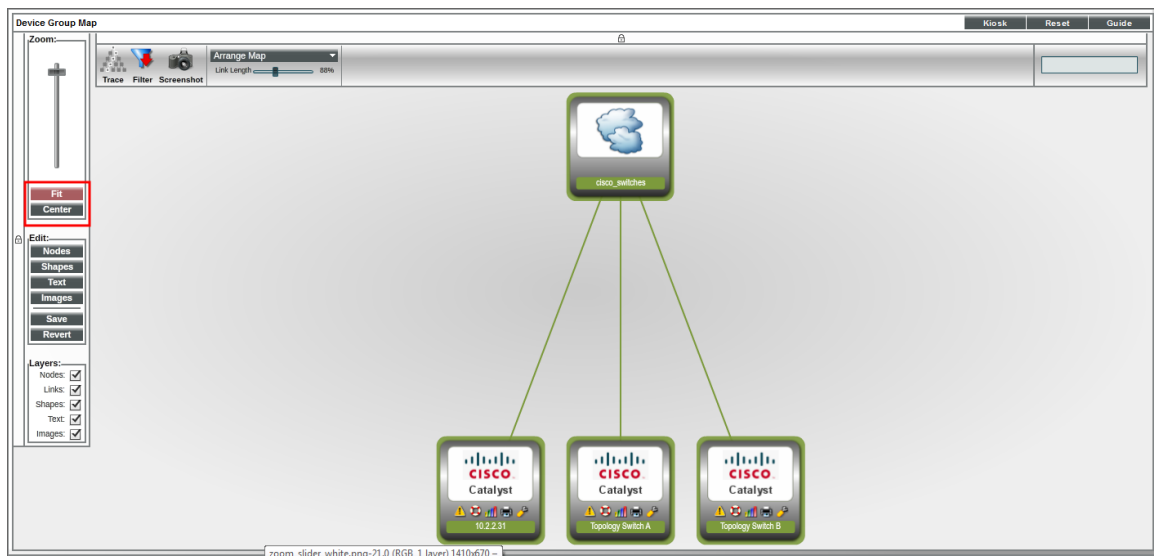 Device Group Map
Kiosk Reset Guide
Zoom:
Trace Filter Screenshot
Arrange Map
Link Length 88%
Fit
Center
Edit:
Nodes
Shapes
Text
Images
Save
Revert
Layers:
Nodes:
Links:
Shapes:
Text:
Images:
cisco_switches
CISCO
Catalyst
10.2.2.31
CISCO
Catalyst
Topology Switch A
CISCO
Catalyst
Topology Switch B
zoom_slider_white.png-21.0 (RGB, 1 layer) 1410x670 –